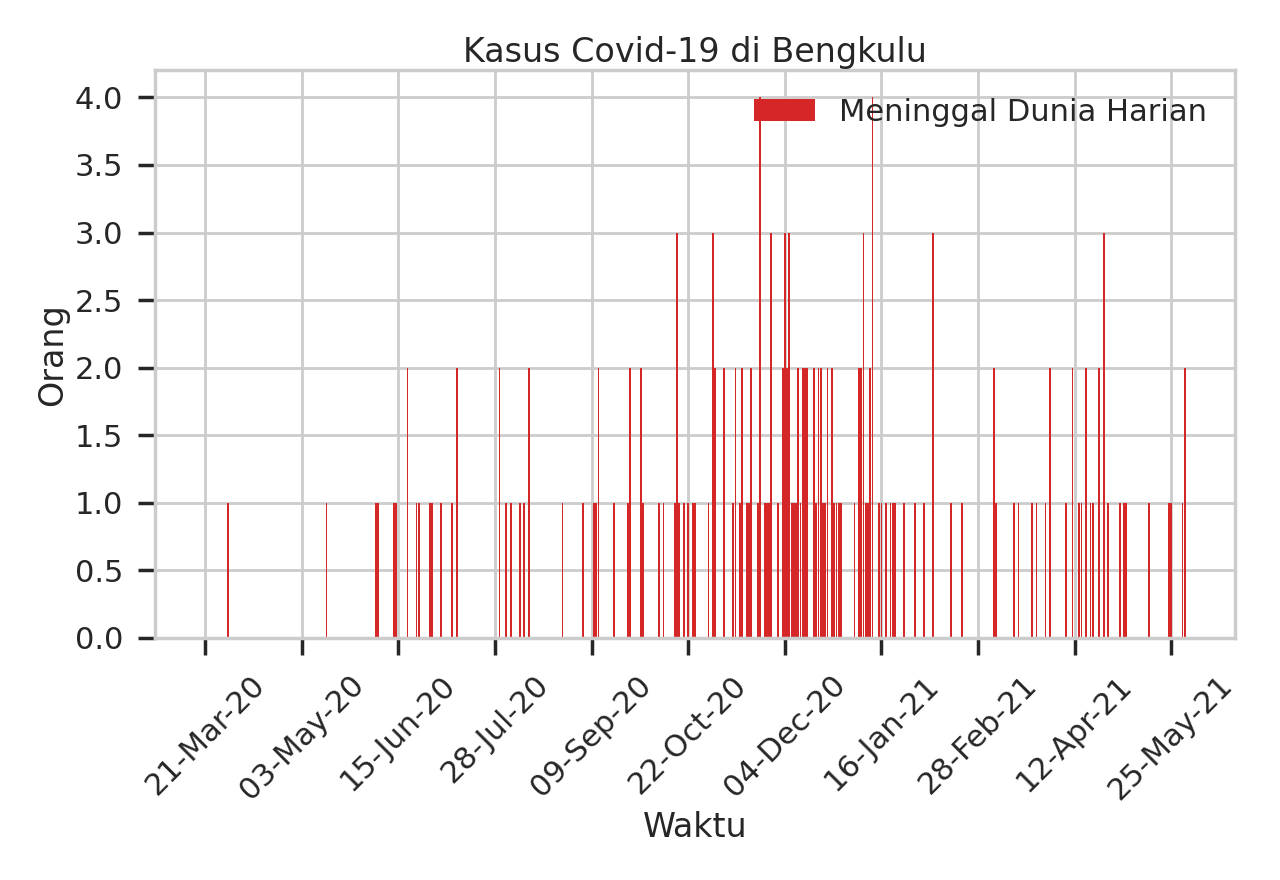 Kasus Covid-19 di Bengkulu
Meninggal Dunia Harian
Orang
4.0
3.5
3.0
2.5
2.0
1.5
1.0
0.5
0.0
21-Mar-20
03-May-20
15-Jun-20
28-Jul-20
09-Sep-20
22-Oct-20
04-Dec-20
16-Jan-21
28-Feb-21
12-Apr-21
25-May-21
Waktu